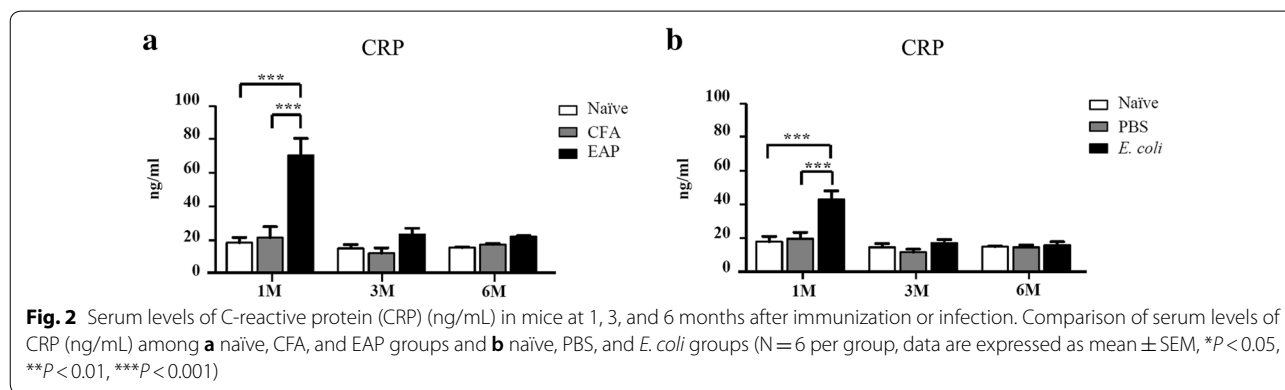 a
CRP
***
***
100
80
60
40
20
0
ng/ml
Naïve
CFA
EAP
1M
3M
6M
b
CRP
***
***
100
80
60
40
20
0
ng/ml
Naïve
PBS
E. coli
1M
3M
6M
Fig. 2 Serum levels of C-reactive protein (CRP) (ng/mL) in mice at 1, 3, and 6 months after immunization or infection. Comparison of serum levels of
CRP (ng/mL) among a naïve, CFA, and EAP groups and b naïve, PBS, and E. coli groups (N = 6 per group, data are expressed as mean ± SEM, *P < 0.05,
**P < 0.01, ***P < 0.001)